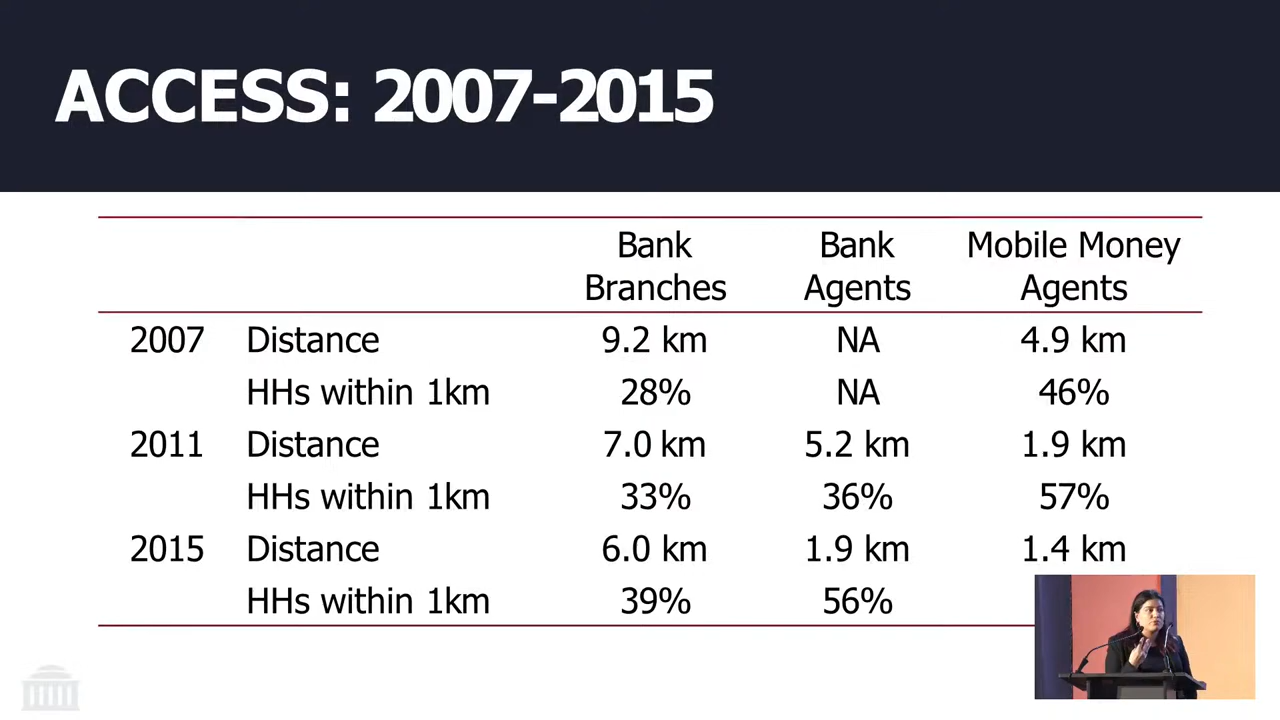 ACCESS: 2007-2015
Bank Branches Bank Agents Mobile Money Agents
2007 Distance 9.2 km NA 4.9 km
HHs within 1km 28% NA 46%
2011 Distance 7.0 km 5.2 km 1.9 km
HHs within 1km 33% 36% 57%
2015 Distance 6.0 km 1.9 km 1.4 km
HHs within 1km 39% 56%